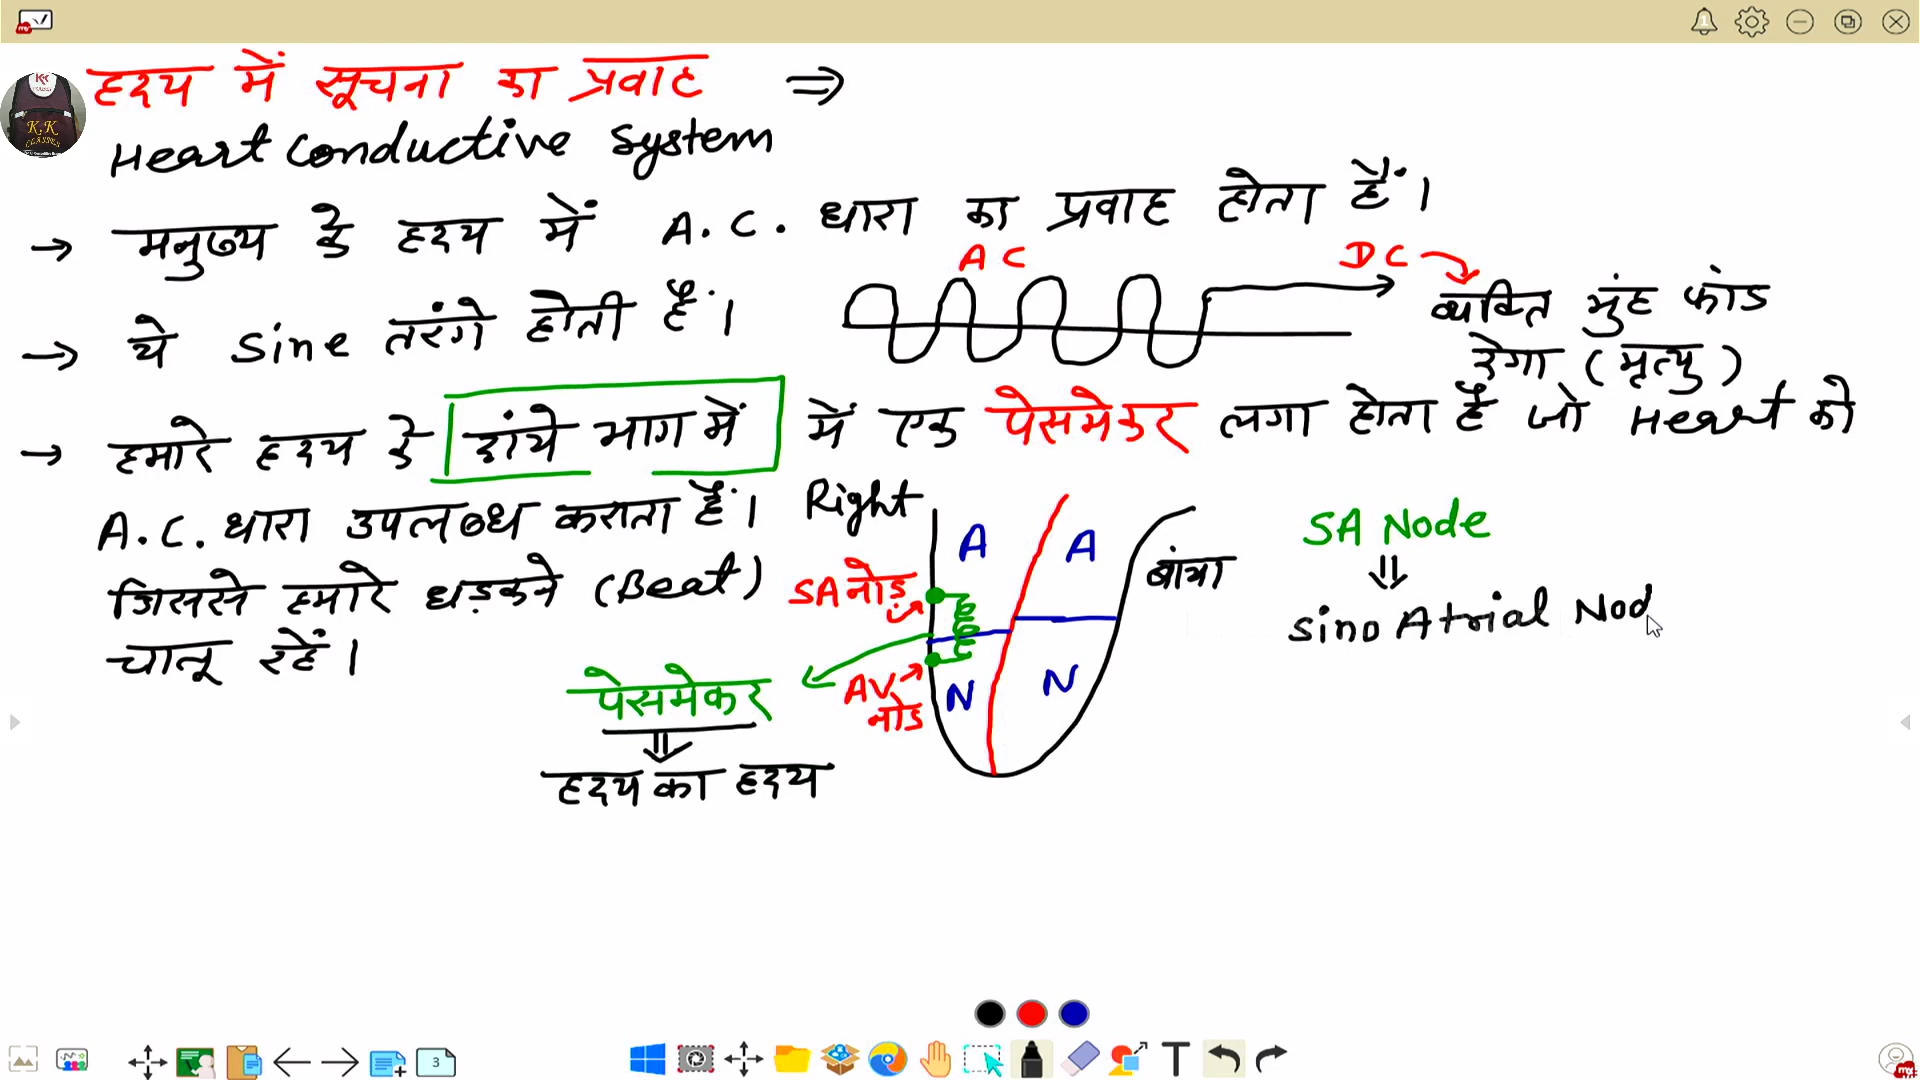 हृदय में सूचना का प्रवाह ⇒
Heart Conductive System
→ मनुष्य के हृदय में A.C. धारा का प्रवाह होता हैं।
→ ये Sine तरंगे होती हैं।
AC
DC
व्यक्ति मुंह फाड
देगा (मृत्यु)
→ हमारे हृदय के दांये भाग में में एक पेसमेकर लगा होता है जो Heart को
A.C. धारा उपलब्ध कराता हैं।
जिससे हमारे धड़कने (Beat)
चालू रहें।
Right
A
A
बांया
SA नोड़
AV
नोड
N
N
पेसमेकर
⇓
हृदय का हृदय
SA Node
⇓
Sino Atrial Nod
K.K
CLASSES
3
T